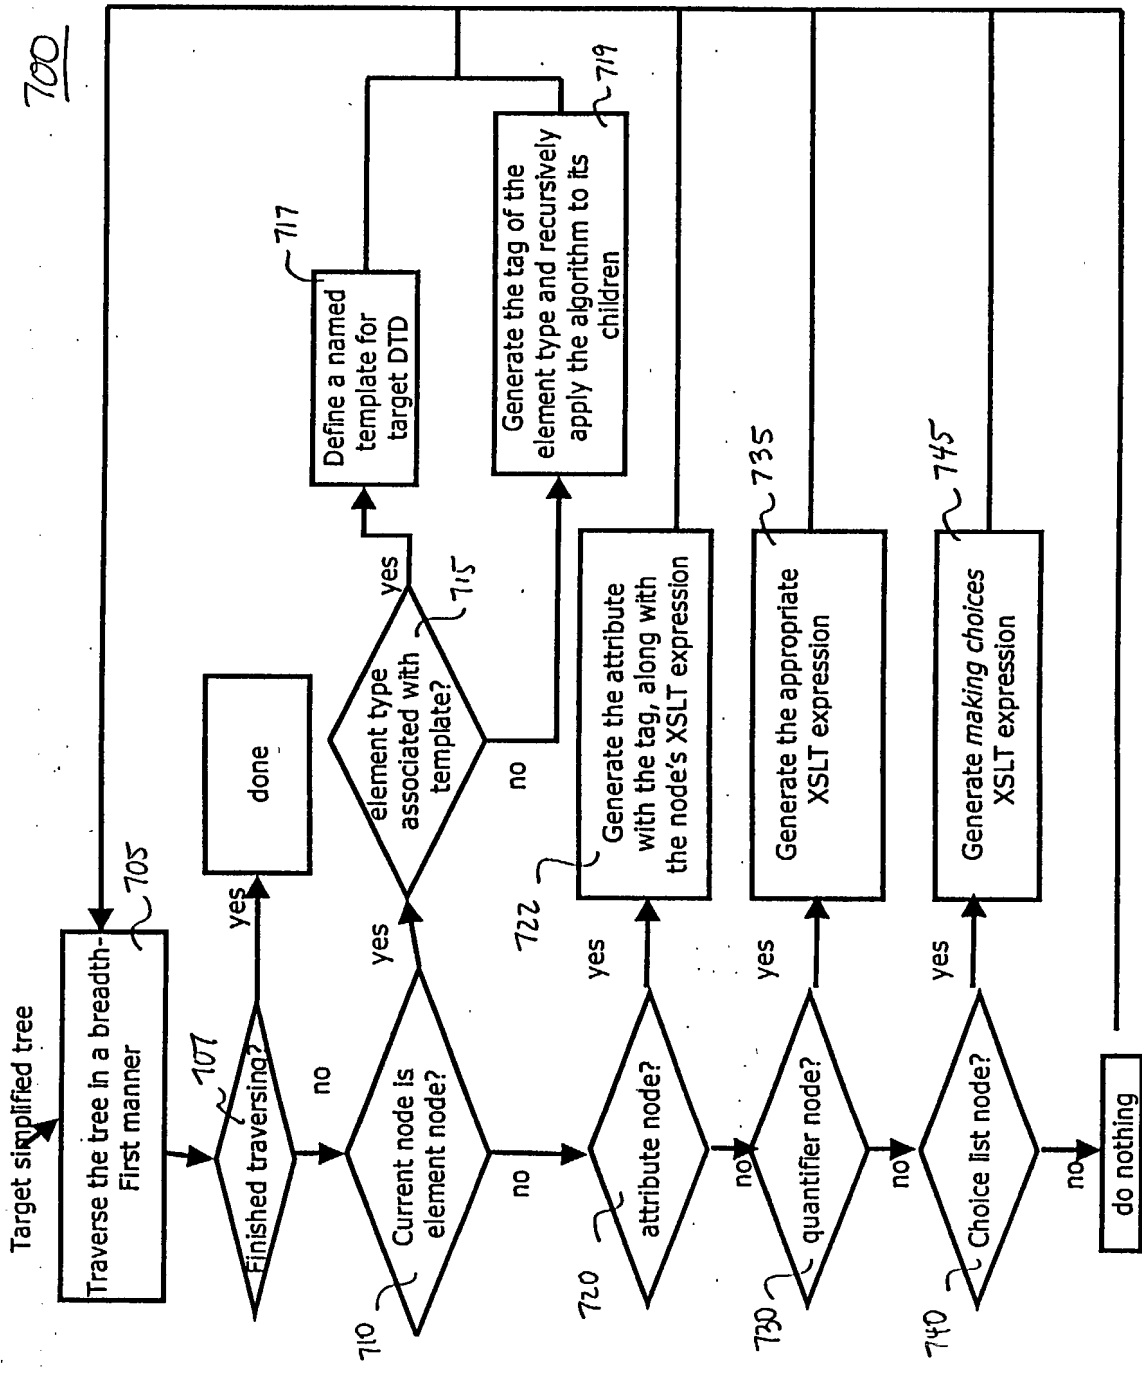 700
Target simplified tree
Traverse the tree in a breadth-
First manner
705
707
Finished traversing?
yes
done
no
710
Current node is
element node?
yes
element type
associated with
template?
715
yes
717
Define a named
template for
target DTD
no
719
Generate the tag of the
element type and recursively
apply the algorithm to its
children
no
720
attribute node?
yes
722
Generate the attribute
with the tag, along with
the node's XSLT expression
no
730
quantifier node?
yes
735
Generate the appropriate
XSLT expression
no
740
Choice list node?
yes
745
Generate making choices
XSLT expression
no
do nothing